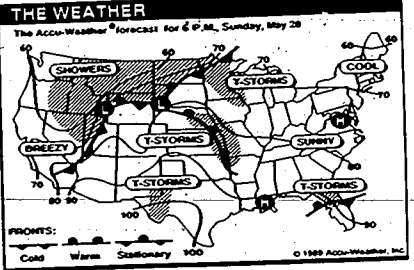 THE WEATHER
The Accu-Weather® forecast for 6 P.M., Sunday, May 28
60 60 70 60 60
SHOWERS T-STORMS COOL
70
L L
H
BREEZY T-STORMS SUNNY
70 80 90 T-STORMS 80 T-STORMS
100 H
90
100
FRONTS:
Cold Warm Stationary
© 1989 Accu-Weather, Inc.